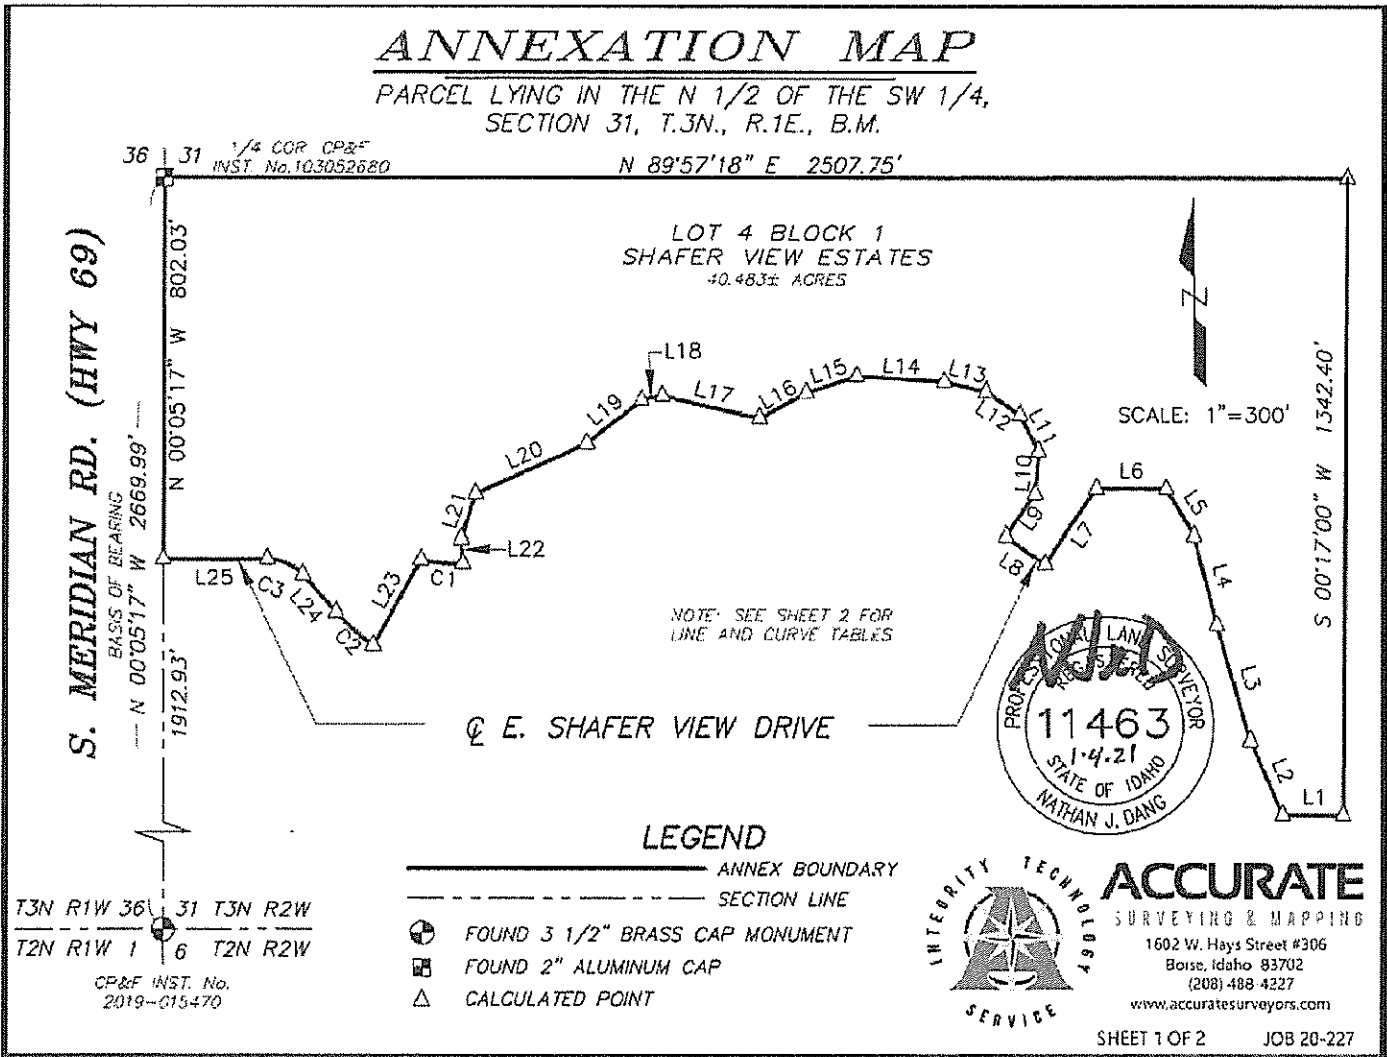 ANNEXATION MAP
PARCEL LYING IN THE N 1/2 OF THE SW 1/4,
SECTION 31, T.3N., R.1E., B.M.
36 31
1/4 COR CP&F
INST. No.103052680
N 89°57'18" E 2507.75'
LOT 4 BLOCK 1
SHAFER VIEW ESTATES
40.483± ACRES
S. MERIDIAN RD. (HWY 69)
BASIS OF BEARING
N 00°05'17" W 2669.99'
N 00°05'17" W 802.03'
1912.93'
Z
SCALE: 1"=300'
S 00°17'00" W 1342.40'
L18
L19
L17
L16
L15
L14
L13
L12
L11
L10
L9
L8
L7
L6
L5
L4
L3
L2
L1
L20
L21
L22
C1
L23
C2
L24
C3
L25
NOTE: SEE SHEET 2 FOR
LINE AND CURVE TABLES
℄ E. SHAFER VIEW DRIVE
PROFESSIONAL LAND SURVEYOR
REGISTERED
11463
1.4.21
STATE OF IDAHO
NATHAN J. DANG
LEGEND
ANNEX BOUNDARY
SECTION LINE
FOUND 3 1/2" BRASS CAP MONUMENT
FOUND 2" ALUMINUM CAP
CALCULATED POINT
T3N R1W 36 31 T3N R2W
T2N R1W 1 6 T2N R2W
CP&F INST. No.
2019-015470
INTEGRITY TECHNOLOGY
SERVICE
ACCURATE
SURVEYING & MAPPING
1602 W. Hays Street #306
Boise, Idaho 83702
(208) 488-4227
www.accuratesurveyors.com
SHEET 1 OF 2 JOB 20-227